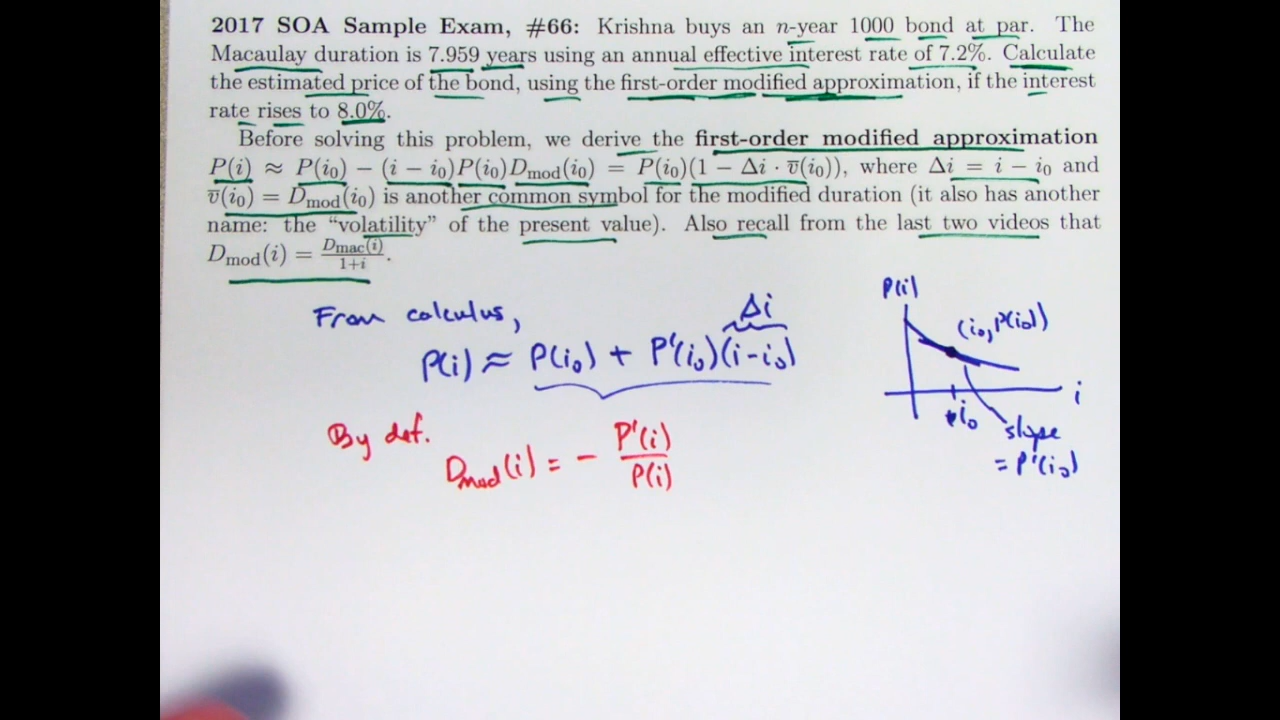 2017 SOA Sample Exam, #66: Krishna buys an n-year 1000 bond at par. The
Macaulay duration is 7.959 years using an annual effective interest rate of 7.2%. Calculate
the estimated price of the bond, using the first-order modified approximation, if the interest
rate rises to 8.0%.
Before solving this problem, we derive the first-order modified approximation
P(i) ≈ P(i₀) − (i − i₀)P(i₀)D_mod(i₀) = P(i₀)(1 − Δi · v̅(i₀)), where Δi = i − i₀ and
v̅(i₀) = D_mod(i₀) is another common symbol for the modified duration (it also has another
name: the “volatility” of the present value). Also recall from the last two videos that
D_mod(i) = D_mac(i)/1+i.
From calculus,
Δi
P(i) ≈ P(i₀) + P'(i₀)(i-i₀)
P(i)
(i₀, P(i₀))
i
i₀
slope
= P'(i₀)
By def.
D_mod(i) = - P'(i)/P(i)